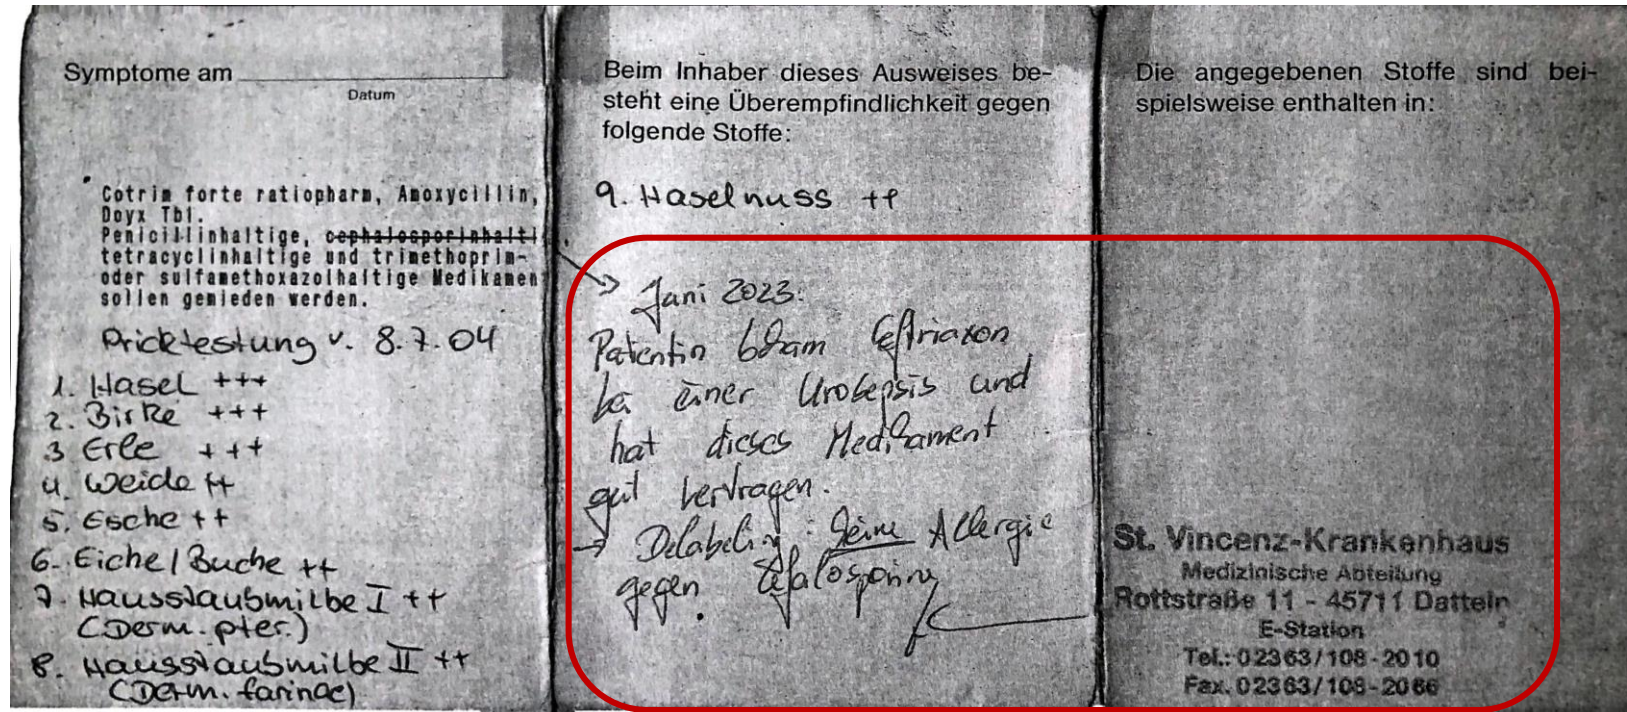 Symptome am
Datum
Cotrim forte ratiopharm, Amoxycillin,
Doyx Tbl.
Penicillinhaltige, cephalosporinhalti
tetracyclinhaltige und trimethoprim-
oder sulfamethoxazolhaltige Medikamen
sollen gemieden werden.
Pricktestung v. 8.7.04
1. Hasel +++
2. Birke +++
3 Erle +++
4. Weide ++
5. Esche ++
6. Eiche/Buche ++
7. Hausstaubmilbe I ++
(Derm. pter.)
8. Hausstaubmilbe II ++
(Derm. farinae)
Beim Inhaber dieses Ausweises be-
steht eine Überempfindlichkeit gegen
folgende Stoffe:
9. Haselnuss ++
→ Juni 2023:
Patientin bekam Ceftriaxon
bei einer Urosepsis und
hat dieses Medikament
gut vertragen.
→ Delabeling: keine Allergie
gegen Cefalosporine
Die angegebenen Stoffe sind bei-
spielsweise enthalten in:
St. Vincenz-Krankenhaus
Medizinische Abteilung
Rottstraße 11 - 45711 Datteln
E-Station
Tel.: 02363/108-2010
Fax. 02363/108-2066